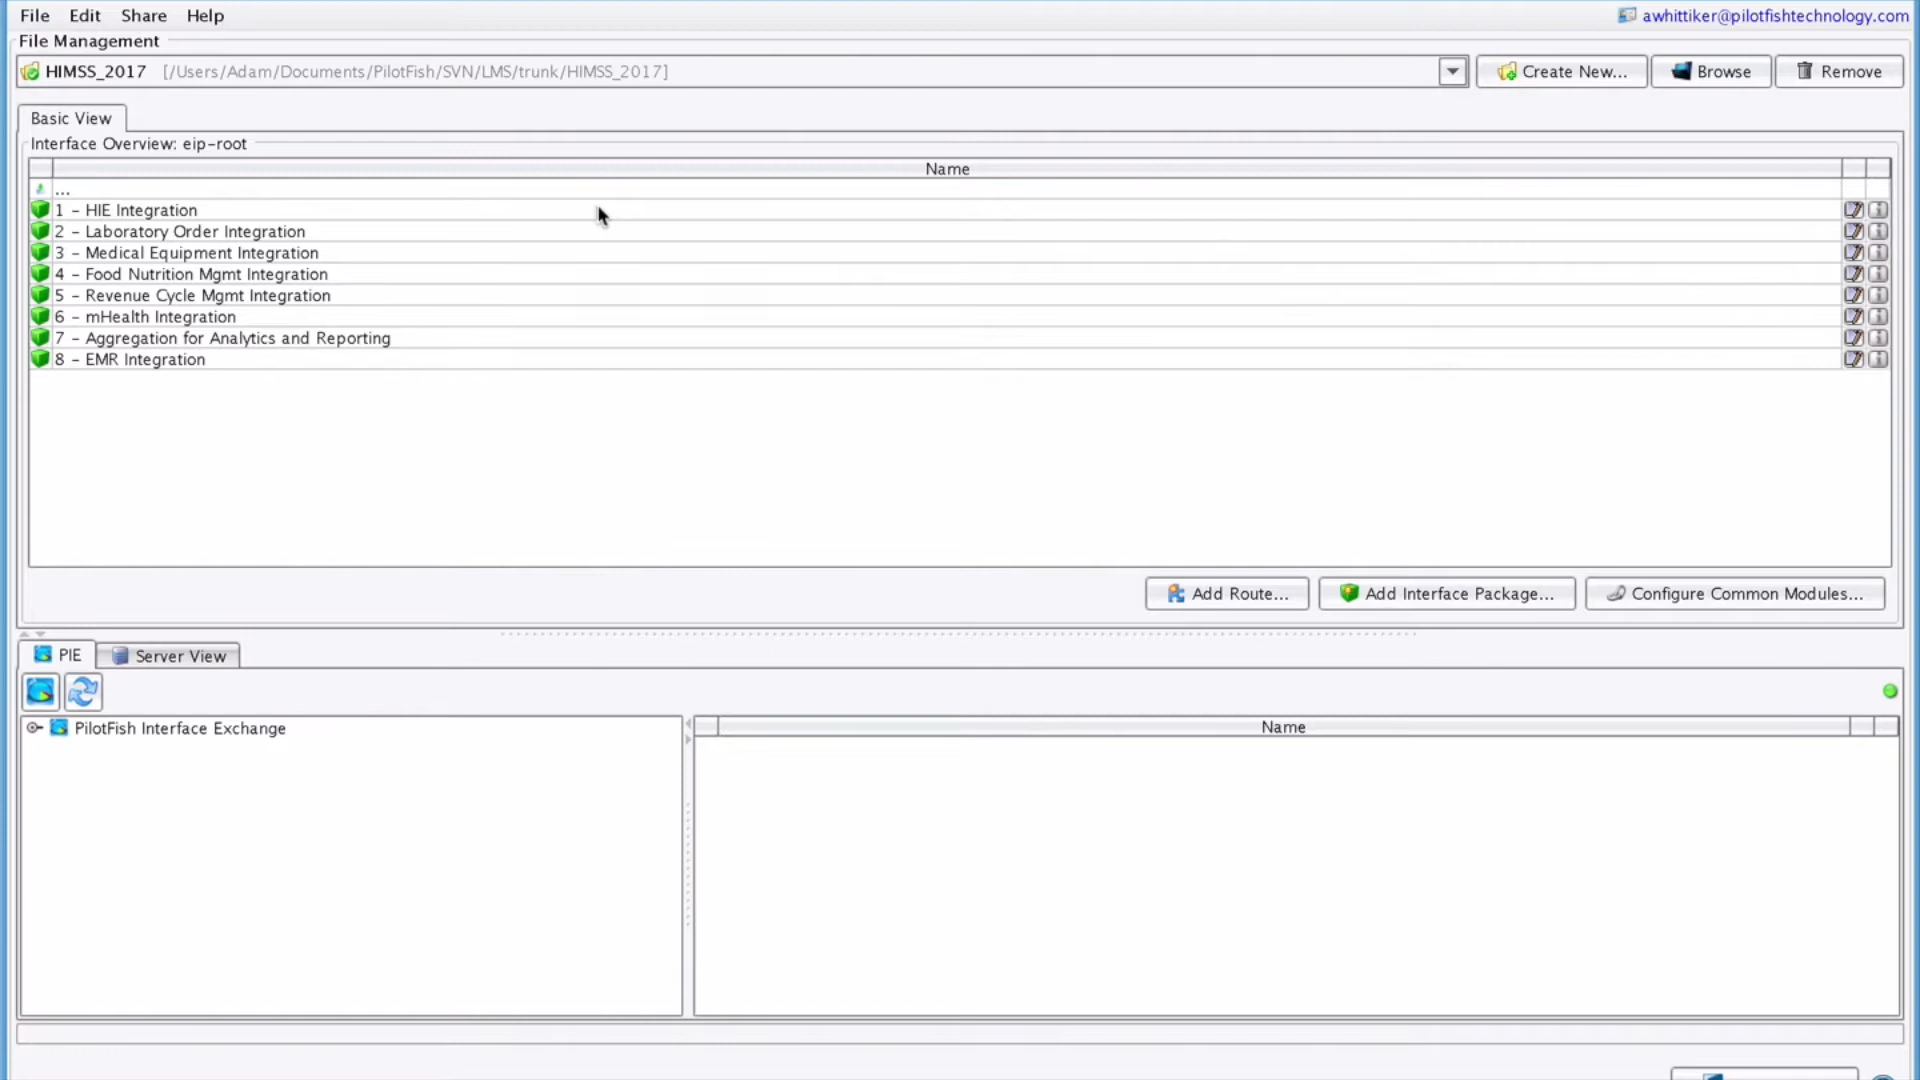 File Edit Share Help awhittiker@pilotfishtechnology.com
File Management
HIMSS_2017 [/Users/Adam/Documents/PilotFish/SVN/LMS/trunk/HIMSS_2017] Create New... Browse Remove
Basic View
Interface Overview: eip-root
Name
...
1 - HIE Integration
2 - Laboratory Order Integration
3 - Medical Equipment Integration
4 - Food Nutrition Mgmt Integration
5 - Revenue Cycle Mgmt Integration
6 - mHealth Integration
7 - Aggregation for Analytics and Reporting
8 - EMR Integration
Add Route... Add Interface Package... Configure Common Modules...
PIE Server View
PilotFish Interface Exchange Name